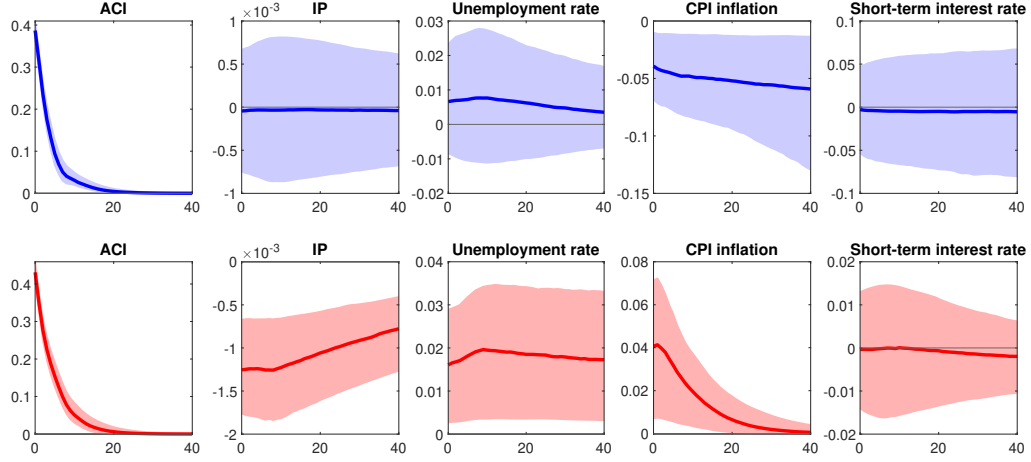 ACI
0.4
0.3
0.2
0.1
0
0 20 40
IP
×10⁻³
1
0.5
0
-0.5
-1
0 20 40
Unemployment rate
0.03
0.02
0.01
0
-0.01
-0.02
0 20 40
CPI inflation
0
-0.05
-0.1
-0.15
0 20 40
Short-term interest rate
0.1
0.05
0
-0.05
-0.1
0 20 40
ACI
0.4
0.3
0.2
0.1
0
0 20 40
IP
×10⁻³
0
-0.5
-1
-1.5
-2
0 20 40
Unemployment rate
0.04
0.03
0.02
0.01
0
0 20 40
CPI inflation
0.08
0.06
0.04
0.02
0
0 20 40
Short-term interest rate
0.02
0.01
0
-0.01
-0.02
0 20 40